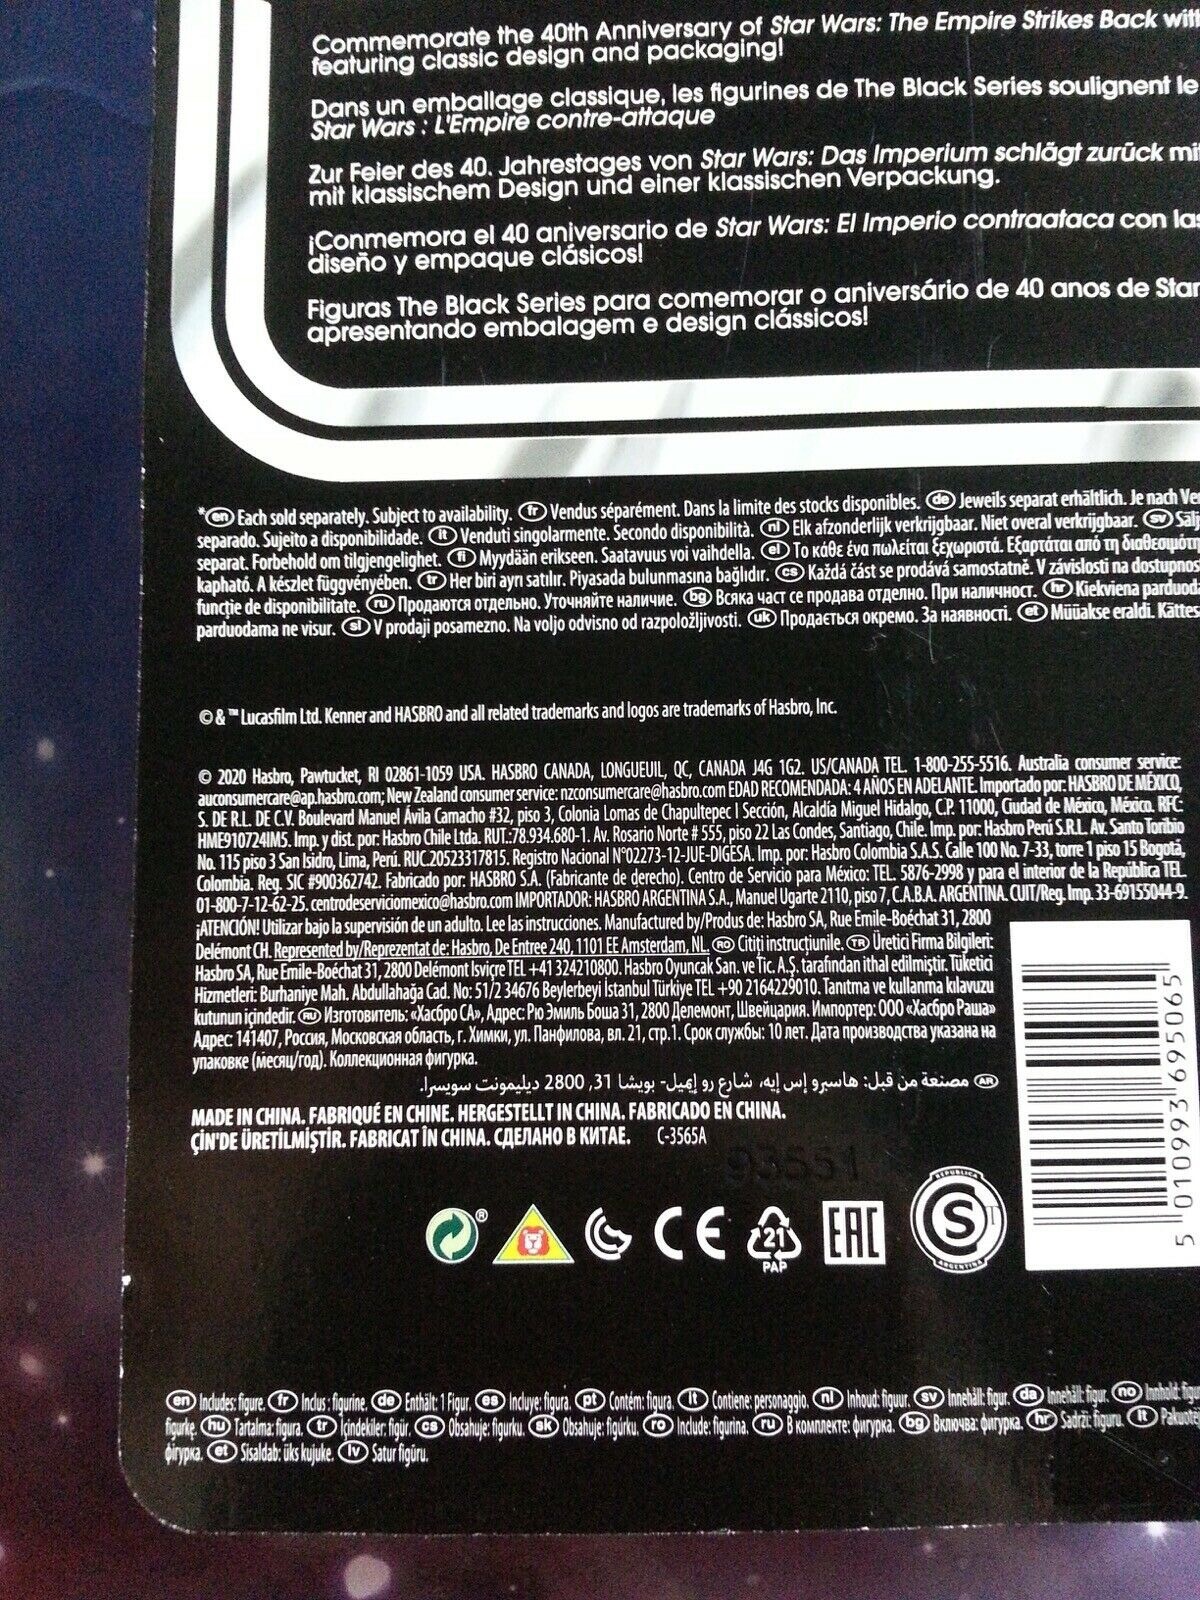 Commemorate the 40th Anniversary of Star Wars: The Empire Strikes Back with
featuring classic design and packaging!
Dans un emballage classique, les figurines de The Black Series soulignent le
Star Wars : L'Empire contre-attaque
Zur Feier des 40. Jahrestages von Star Wars: Das Imperium schlägt zurück mit
mit klassischem Design und einer klassischen Verpackung.
¡Conmemora el 40 aniversario de Star Wars: El Imperio contraataca con las
diseño y empaque clásicos!
Figuras The Black Series para comemorar o aniversário de 40 anos de Star
apresentando embalagem e design clássicos!
*en Each sold separately. Subject to availability. fr Vendus séparément. Dans la limite des stocks disponibles. de Jeweils separat erhältlich. Je nach
separado. Sujeito a disponibilidade. it Venduti singolarmente. Secondo disponibilità. nl Elk afzonderlijk verkrijgbaar. Niet overal verkrijgbaar. sv
separat. Forbehold om tilgjengelighet. fi Myydään erikseen. Saatavuus voi vaihdella. el Το κάθε ένα πωλείται ξεχωριστά. Εξαρτάται από τη
kapható. A készlet függvényében. tr Her biri ayrı satılır. Piyasada bulunmasına bağlıdır. cs Každá část se prodává samostatně. V závislosti na
funcție de disponibilitate. ru Продаются отдельно. Уточняйте наличие. bg Всяка част се продава отделно. При наличност. hr Kiekviena
parduodama ne visur. sl V prodaji posamezno. Na voljo odvisno od razpoložljivosti. uk Продається окремо. За наявності. et Müüakse eraldi.
© & ™ Lucasfilm Ltd. Kenner and HASBRO and all related trademarks and logos are trademarks of Hasbro, Inc.
© 2020 Hasbro, Pawtucket, RI 02861-1059 USA. HASBRO CANADA, LONGUEUIL, QC, CANADA J4G 1G2. US/CANADA TEL. 1-800-255-5516. Australia consumer service:
auconsumercare@ap.hasbro.com; New Zealand consumer service: nzconsumercare@hasbro.com EDAD RECOMENDADA: 4 AÑOS EN ADELANTE. Importado por: HASBRO DE MÉXICO,
S. DE R.L. DE C.V. Boulevard Manuel Ávila Camacho #32, piso 3, Colonia Lomas de Chapultepec I Sección, Alcaldía Miguel Hidalgo, C.P. 11000, Ciudad de México, México. RFC:
HME910724IM5. Imp. y dist. por: Hasbro Chile Ltda. RUT.:78.934.680-1. Av. Rosario Norte # 555, piso 22 Las Condes, Santiago, Chile. Imp. por: Hasbro Perú S.R.L. Av. Santo Toribio
No. 115 piso 3 San Isidro, Lima, Perú. RUC.20523317815. Registro Nacional N°02273-12-JUE-DIGESA. Imp. por: Hasbro Colombia S.A.S. Calle 100 No. 7-33, torre 1 piso 15 Bogotá,
Colombia. Reg. SIC #900362742. Fabricado por: HASBRO S.A. (Fabricante de derecho). Centro de Servicio para México: TEL. 5876-2998 y para el interior de la República TEL.
01-800-7-12-62-25. centrodeserviciomexico@hasbro.com IMPORTADOR: HASBRO ARGENTINA S.A., Manuel Ugarte 2110, piso 7, C.A.B.A. ARGENTINA. CUIT/Reg. Imp. 33-69155044-9.
¡ATENCIÓN! Utilizar bajo la supervisión de un adulto. Lee las instrucciones. Manufactured by/Produs de: Hasbro SA, Rue Emile-Boéchat 31, 2800
Delémont CH. Represented by/Reprezentat de: Hasbro, De Entree 240, 1101 EE Amsterdam, NL. RO Citiți instrucțiunile. TR Üretici Firma Bilgileri:
Hasbro SA, Rue Emile-Boéchat 31, 2800 Delémont İsviçre TEL +41 324210800. Hasbro Oyuncak San. ve Tic. A.Ş. tarafından ithal edilmiştir. Tüketici
Hizmetleri: Burhaniye Mah. Abdullahağa Cad. No: 51/2 34676 Beylerbeyi İstanbul Türkiye TEL +90 2164229010. Tanıtma ve kullanma kılavuzu
kutunun içindedir. RU Изготовитель: «Хасбро СА», Адрес: Рю Эмиль Боша 31, 2800 Делемонт, Швейцария. Импортер: ООО «Хасбро Раша»
Адрес: 141407, Россия, Московская область, г. Химки, ул. Панфилова, вл. 21, стр.1. Срок службы: 10 лет. Дата производства указана на
упаковке (месяц/год). Коллекционная фигурка.
AR مصنعة من قبل: هاسبرو إس إيه، شارع رو إميل- بويشا 31, 2800 ديليمونت سويسرا.
MADE IN CHINA. FABRIQUÉ EN CHINE. HERGESTELLT IN CHINA. FABRICADO EN CHINA.
ÇİN'DE ÜRETİLMİŞTİR. FABRICAT ÎN CHINA. СДЕЛАНО В КИТАЕ. C-3565A
5 010993 695065
®
CE
21
PAP
EAC
REPUBLICA
S T
ARGENTINA
en Includes: figure. fr Inclus : figurine. de Enthält: 1 Figur. es Incluye: figura. pt Contém: figura. it Contiene: personaggio. nl Inhoud: figuur. sv Innehåll: figur. da Innehåll: figur. no Innhold:
figurkę. hu Tartalma: figura. tr İçindekiler: figür. cs Obsahuje: figurku. sk Obsahuje: figúrku. ro Include: figurina. ru В комплекте: фигурка. bg Включва: фигурка. hr Sadrži: figuru. lt
фігурка. et Sisaldab: üks kujuke. lv Satur figūru.